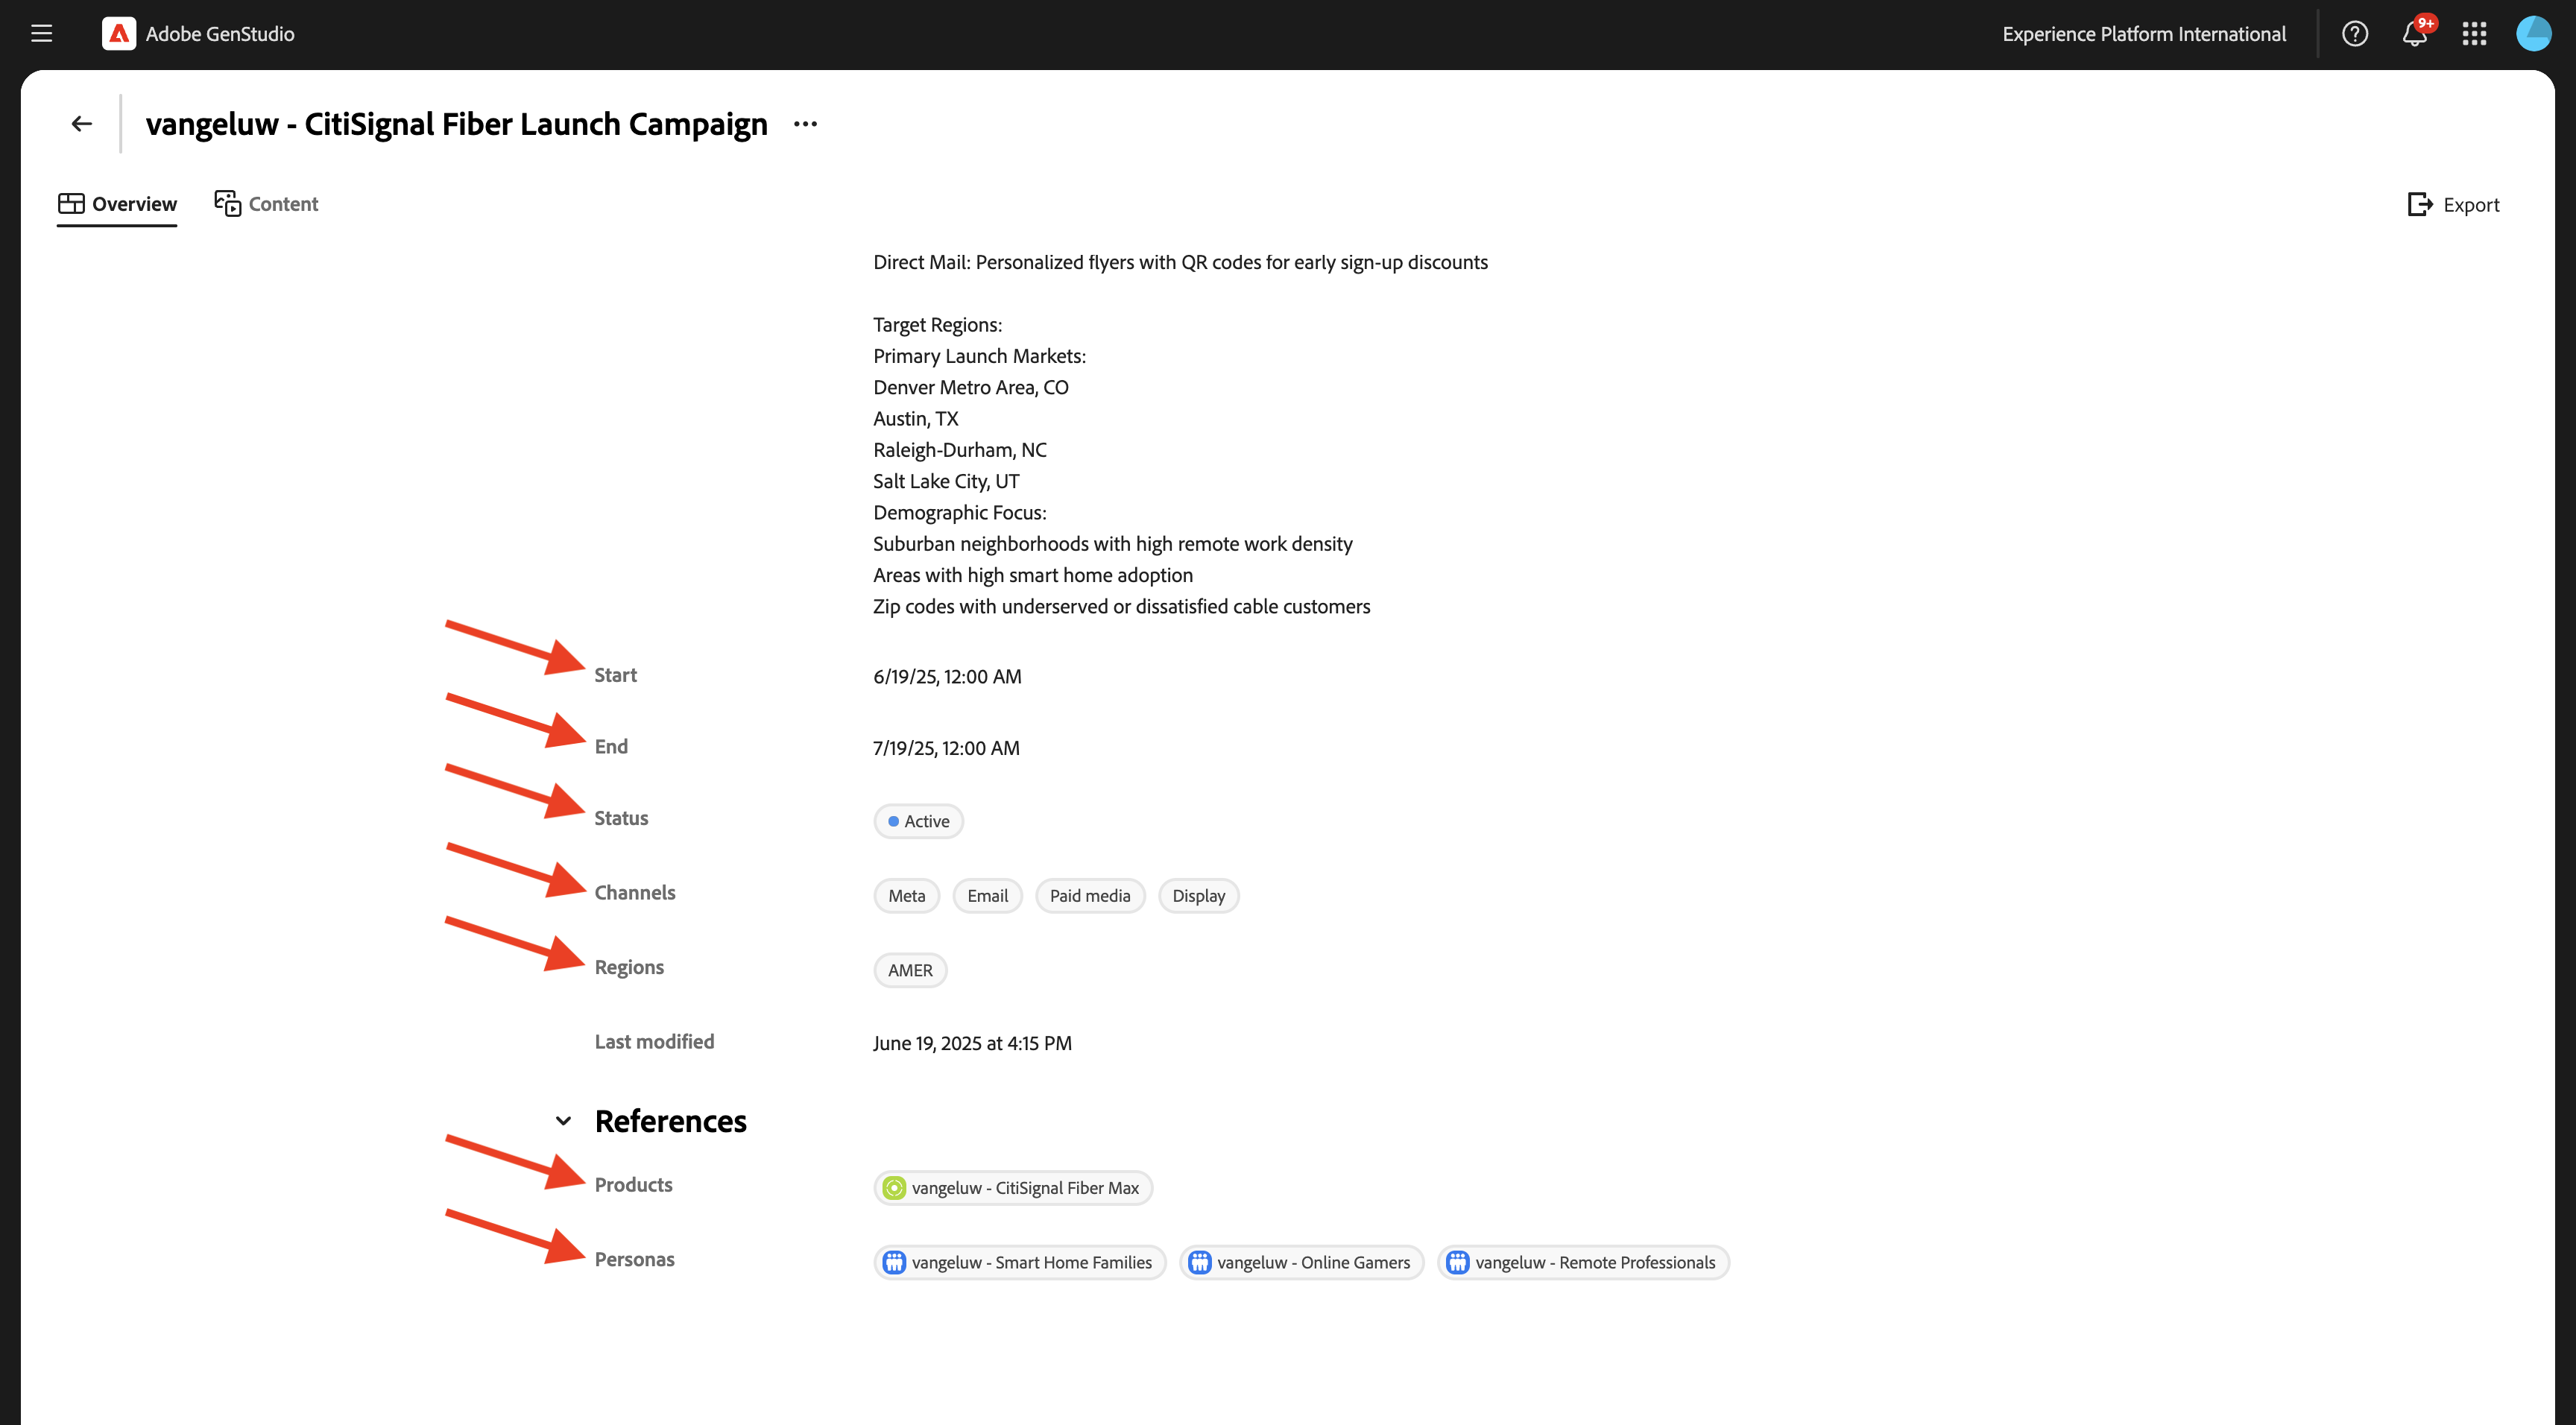 Adobe GenStudio
Experience Platform International
9+
vangeluw - CitiSignal Fiber Launch Campaign
Overview
Content
Export
Direct Mail: Personalized flyers with QR codes for early sign-up discounts
Target Regions:
Primary Launch Markets:
Denver Metro Area, CO
Austin, TX
Raleigh-Durham, NC
Salt Lake City, UT
Demographic Focus:
Suburban neighborhoods with high remote work density
Areas with high smart home adoption
Zip codes with underserved or dissatisfied cable customers
Start 6/19/25, 12:00 AM
End 7/19/25, 12:00 AM
Status Active
Channels Meta Email Paid media Display
Regions AMER
Last modified June 19, 2025 at 4:15 PM
References
Products vangeluw - CitiSignal Fiber Max
Personas vangeluw - Smart Home Families vangeluw - Online Gamers vangeluw - Remote Professionals